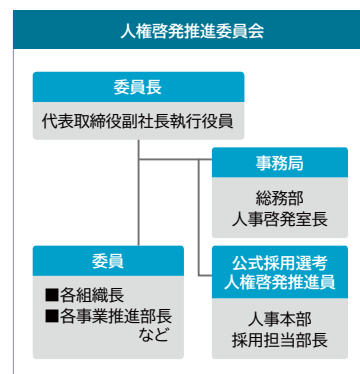 人権啓発推進委員会
委員長
代表取締役副社長執行役員
事務局
総務部
人事啓発室長
委員
■各組織長
■各事業推進部長
など
公式採用選考
人権啓発推進員
人事本部
採用担当部長